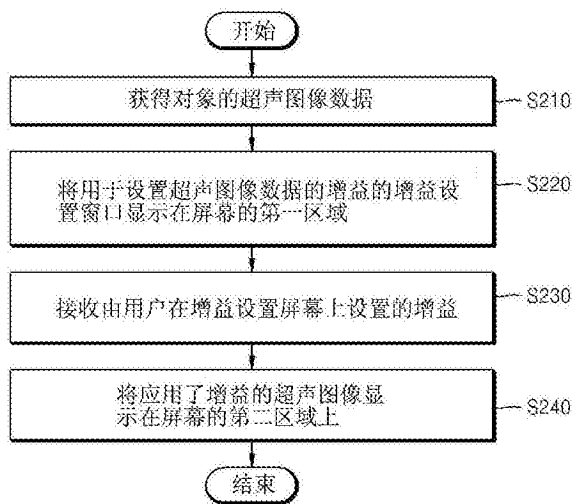 开始
获得对象的超声图像数据
S210
将用于设置超声图像数据的增益的增益设
置窗口显示在屏幕的第一区域
S220
接收由用户在增益设置屏幕上设置的增益
S230
将应用了增益的超声图像显
示在屏幕的第二区域上
S240
结束